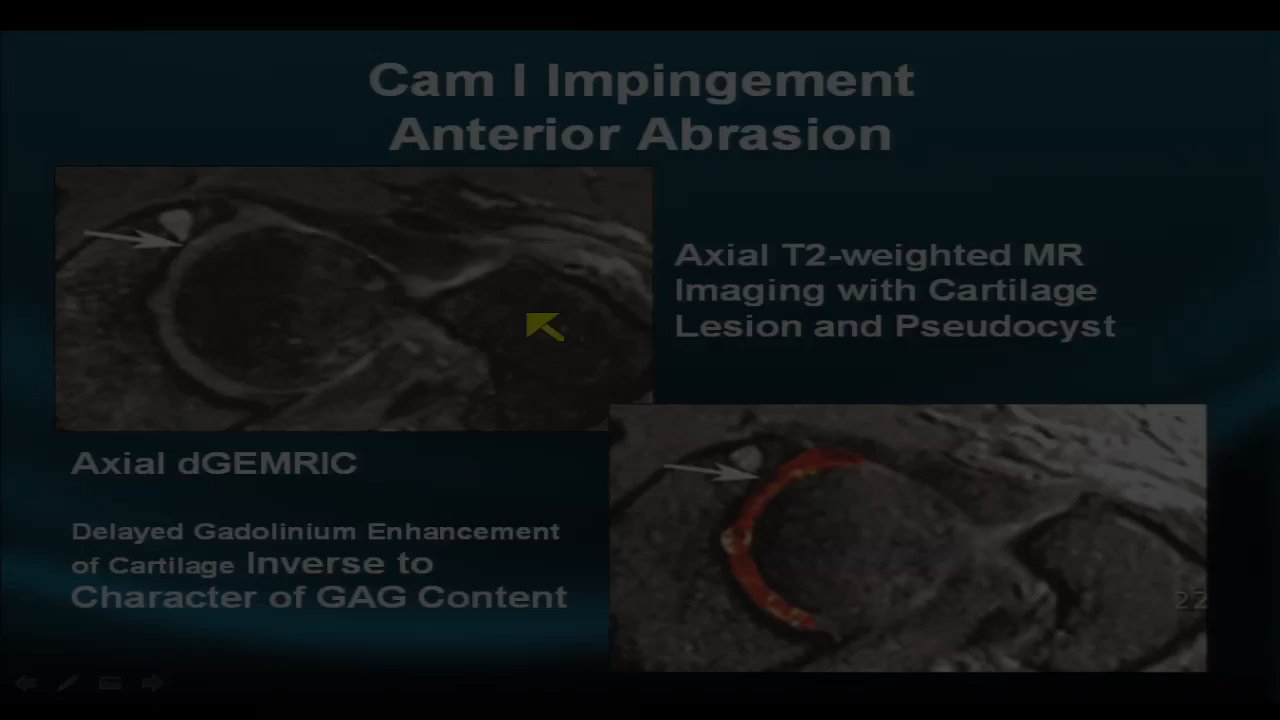 Cam I Impingement
Anterior Abrasion
Axial T2-weighted MR
Imaging with Cartilage
Lesion and Pseudocyst
Axial dGEMRIC
Delayed Gadolinium Enhancement
of Cartilage Inverse to
Character of GAG Content
22